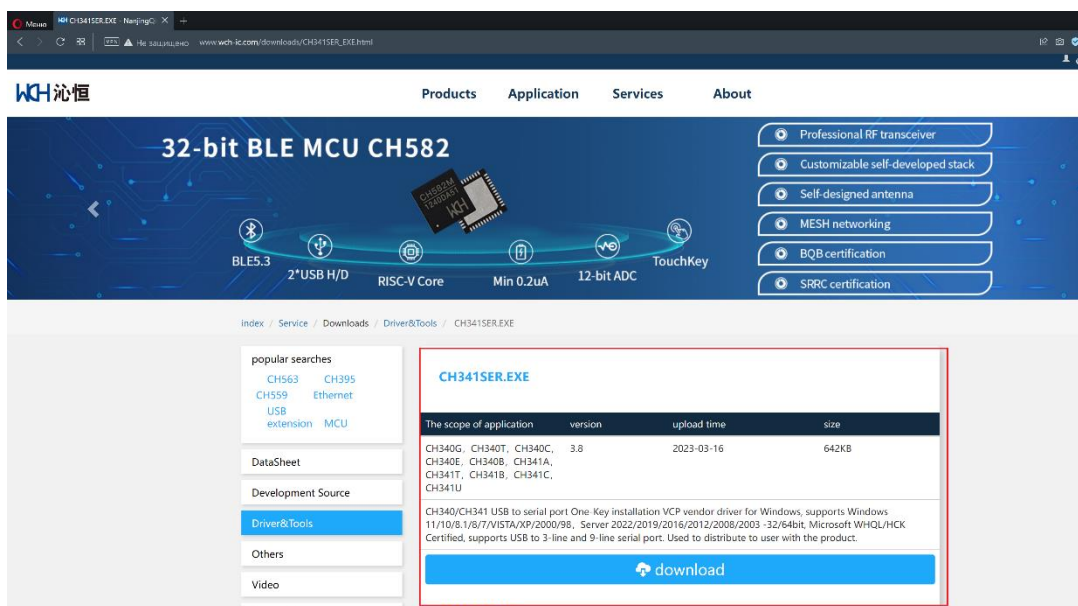 Меню
CH341SER.EXE - NanjingQi
VPN
Не защищено www.wch-ic.com/downloads/CH341SER_EXE.html
WCH 沁恒
Products Application Services About
32-bit BLE MCU CH582
CH582M
WCH
BLE5.3
2*USB H/D
RISC-V Core
Min 0.2uA
12-bit ADC
TouchKey
Professional RF transceiver
Customizable self-developed stack
Self-designed antenna
MESH networking
BQB certification
SRRC certification
index / Service / Downloads / Driver&Tools / CH341SER.EXE
popular searches
CH563 CH395
CH559 Ethernet
USB
extension MCU
DataSheet
Development Source
Driver&Tools
Others
Video
CH341SER.EXE
The scope of application version upload time size
CH340G, CH340T, CH340C, 3.8 2023-03-16 642KB
CH340E, CH340B, CH341A,
CH341T, CH341B, CH341C,
CH341U
CH340/CH341 USB to serial port One-Key installation VCP vendor driver for Windows, supports Windows
11/10/8.1/8/7/VISTA/XP/2000/98, Server 2022/2019/2016/2012/2008/2003 -32/64bit, Microsoft WHQL/HCK
Certified, supports USB to 3-line and 9-line serial port. Used to distribute to user with the product.
download